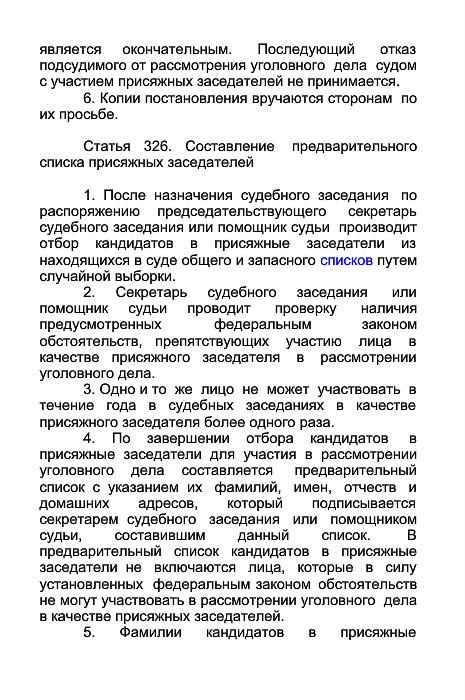 является окончательным. Последующий отказ
подсудимого от рассмотрения уголовного дела судом
с участием присяжных заседателей не принимается.
6. Копии постановления вручаются сторонам по
их просьбе.
Статья 326. Составление предварительного
списка присяжных заседателей
1. После назначения судебного заседания по
распоряжению председательствующего секретарь
судебного заседания или помощник судьи производит
отбор кандидатов в присяжные заседатели из
находящихся в суде общего и запасного списков путем
случайной выборки.
2. Секретарь судебного заседания или
помощник судьи проводит проверку наличия
предусмотренных федеральным законом
обстоятельств, препятствующих участию лица в
качестве присяжного заседателя в рассмотрении
уголовного дела.
3. Одно и то же лицо не может участвовать в
течение года в судебных заседаниях в качестве
присяжного заседателя более одного раза.
4. По завершении отбора кандидатов в
присяжные заседатели для участия в рассмотрении
уголовного дела составляется предварительный
список с указанием их фамилий, имен, отчеств и
домашних адресов, который подписывается
секретарем судебного заседания или помощником
судьи, составившим данный список. В
предварительный список кандидатов в присяжные
заседатели не включаются лица, которые в силу
установленных федеральным законом обстоятельств
не могут участвовать в рассмотрении уголовного дела
в качестве присяжных заседателей.
5. Фамилии кандидатов в присяжные